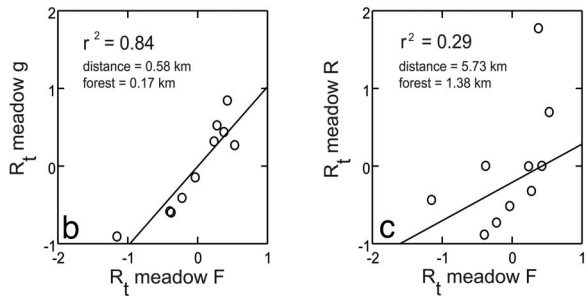 2
r² = 0.84
distance = 0.58 km
forest = 0.17 km
1
R_t meadow g
0
b
-1
-2 -1 0 1
R_t meadow F
2
r² = 0.29
distance = 5.73 km
forest = 1.38 km
1
R_t meadow R
0
c
-1
-2 -1 0 1
R_t meadow F